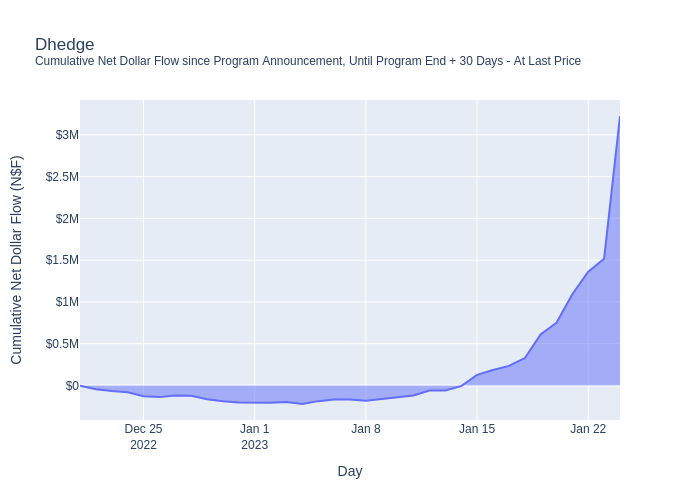 Dhedge
Cumulative Net Dollar Flow since Program Announcement, Until Program End + 30 Days - At Last Price
Cumulative Net Dollar Flow (N$F)
$3M
$2.5M
$2M
$1.5M
$1M
$0.5M
$0
Dec 25
2022
Jan 1
2023
Jan 8
Jan 15
Jan 22
Day